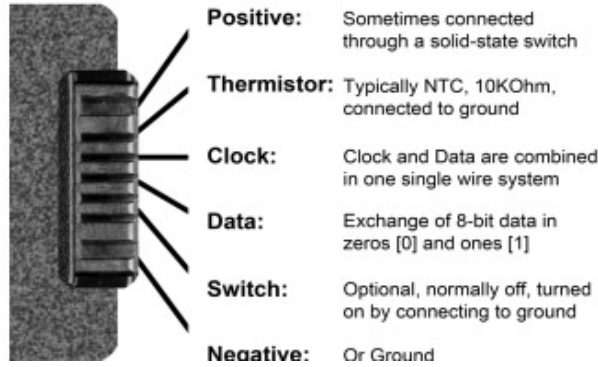 Positive: Sometimes connected
through a solid-state switch
Thermistor: Typically NTC, 10KOhm,
connected to ground
Clock: Clock and Data are combined
in one single wire system
Data: Exchange of 8-bit data in
zeros [0] and ones [1]
Switch: Optional, normally off, turned
on by connecting to ground
Negative: Or Ground